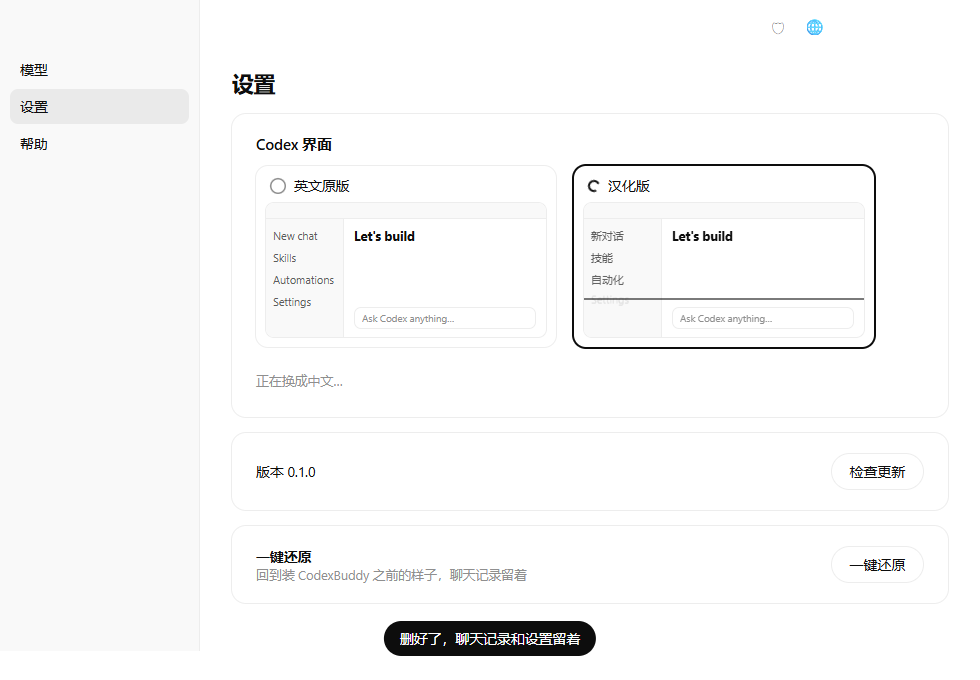 模型
设置
帮助
设置
Codex 界面
英文原版
New chat
Skills
Automations
Settings
Let's build
Ask Codex anything...
汉化版
新对话
技能
自动化
Settings
Let's build
Ask Codex anything...
正在换成中文...
版本 0.1.0
检查更新
一键还原
回到装 CodexBuddy 之前的样子，聊天记录留着
一键还原
删好了，聊天记录和设置留着